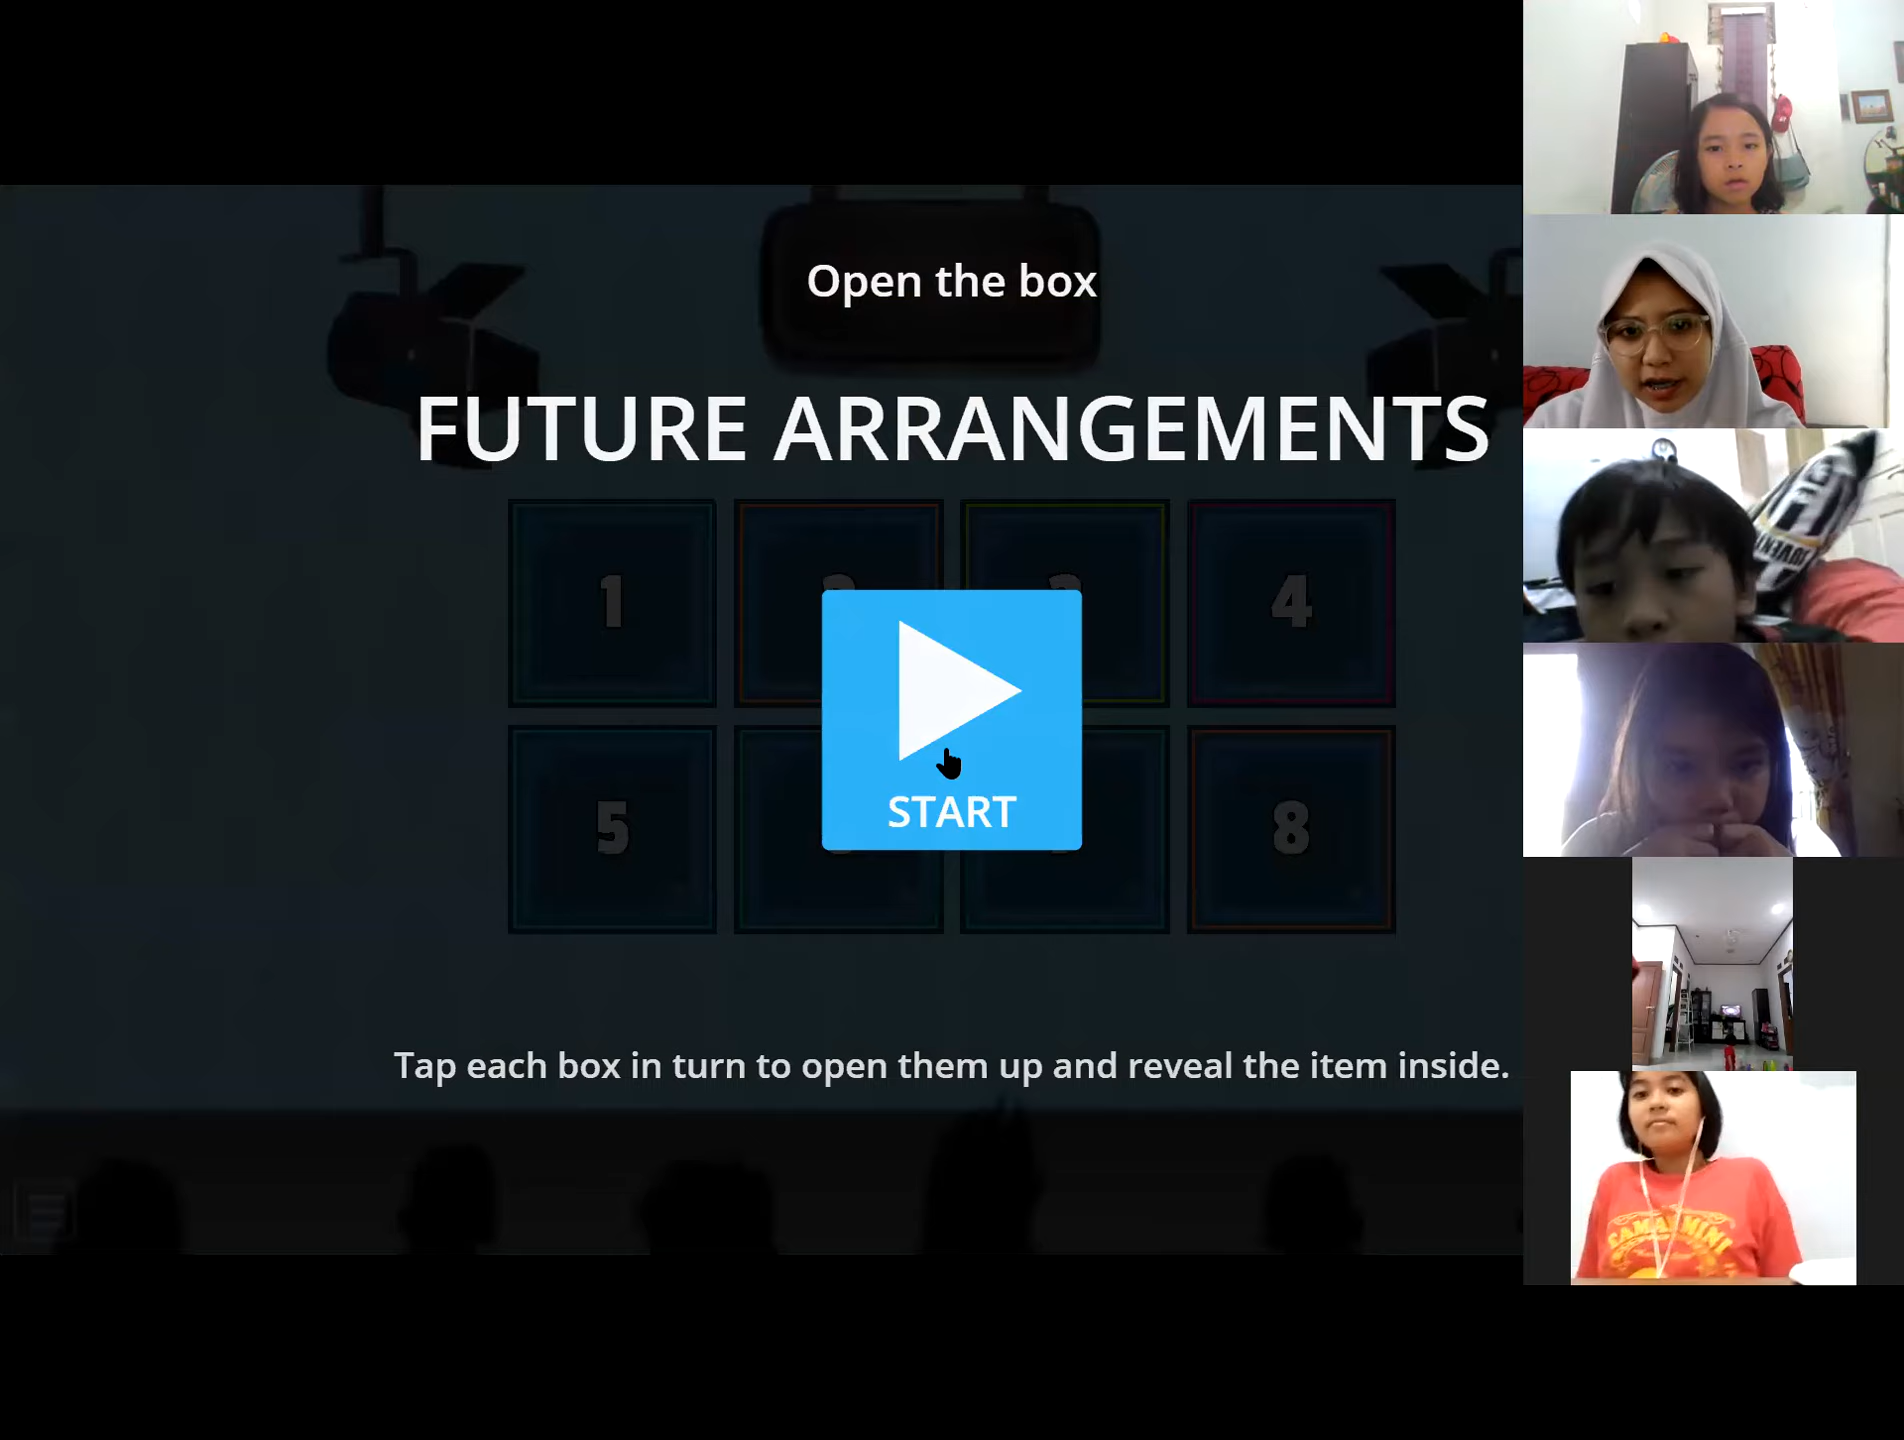 Open the box
FUTURE ARRANGEMENTS
1
4
START
5
8
Tap each box in turn to open them up and reveal the item inside.